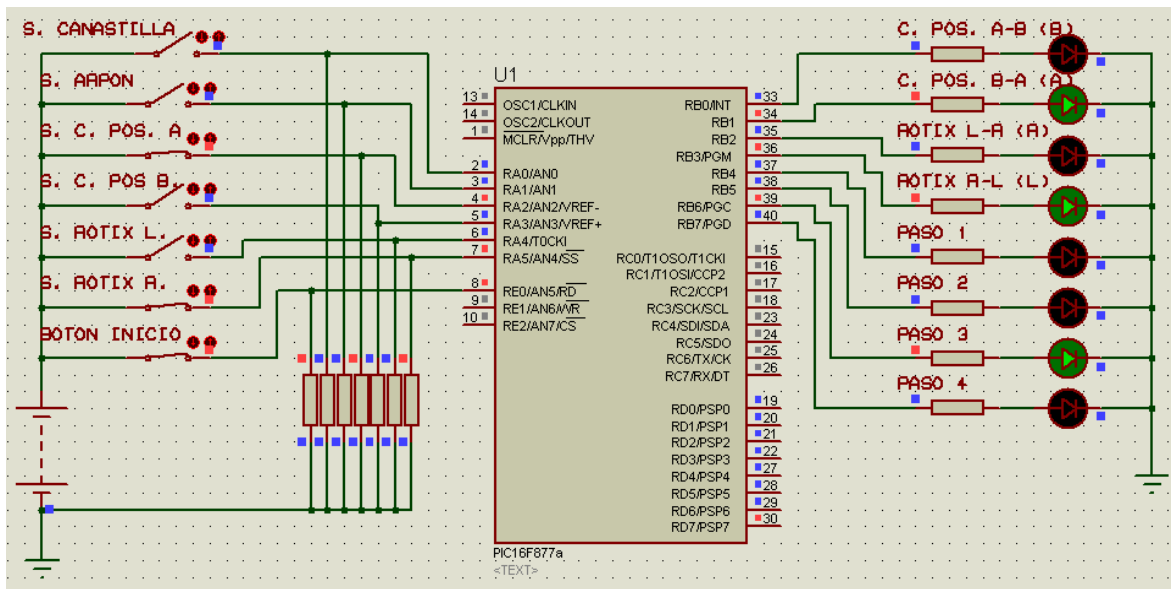 S. CANASTILLA
S. ARPON
S. C. POS. A
S. C. POS B.
S. ROTIX L.
S. ROTIX A.
BOTON INICIO
U1
13 OSC1/CLKIN
14 OSC2/CLKOUT
1 MCLR/Vpp/THV
2 RA0/AN0
3 RA1/AN1
4 RA2/AN2/VREF-
5 RA3/AN3/VREF+
6 RA4/T0CKI
7 RA5/AN4/SS
8 RE0/AN5/RD
9 RE1/AN6/WR
10 RE2/AN7/CS
RB0/INT 33
RB1 34
RB2 35
RB3/PGM 36
RB4 37
RB5 38
RB6/PGC 39
RB7/PGD 40
RC0/T1OSO/T1CKI 15
RC1/T1OSI/CCP2 16
RC2/CCP1 17
RC3/SCK/SCL 18
RC4/SDI/SDA 23
RC5/SDO 24
RC6/TX/CK 25
RC7/RX/DT 26
RD0/PSP0 19
RD1/PSP1 20
RD2/PSP2 21
RD3/PSP3 22
RD4/PSP4 27
RD5/PSP5 28
RD6/PSP6 29
RD7/PSP7 30
PIC16F877a
<TEXT>
C. POS. A-B (B)
C. POS. B-A (A)
ROTIX L-A (A)
ROTIX A-L (L)
PASO 1
PASO 2
PASO 3
PASO 4